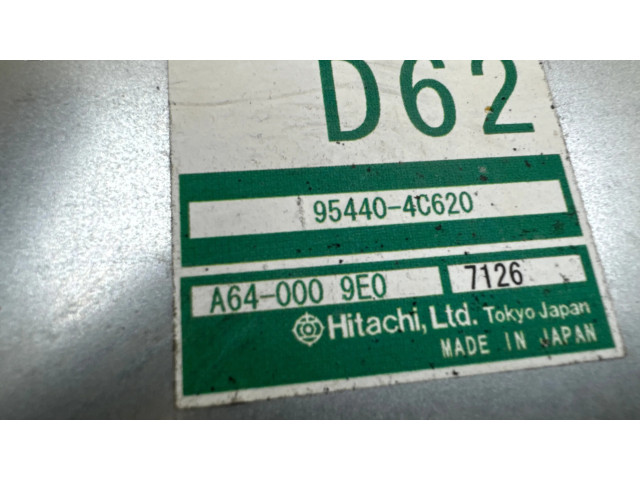 D62
95440-4C620
A64-000 9E0 7126
Hitachi, Ltd. Tokyo Japan
MADE IN JAPAN